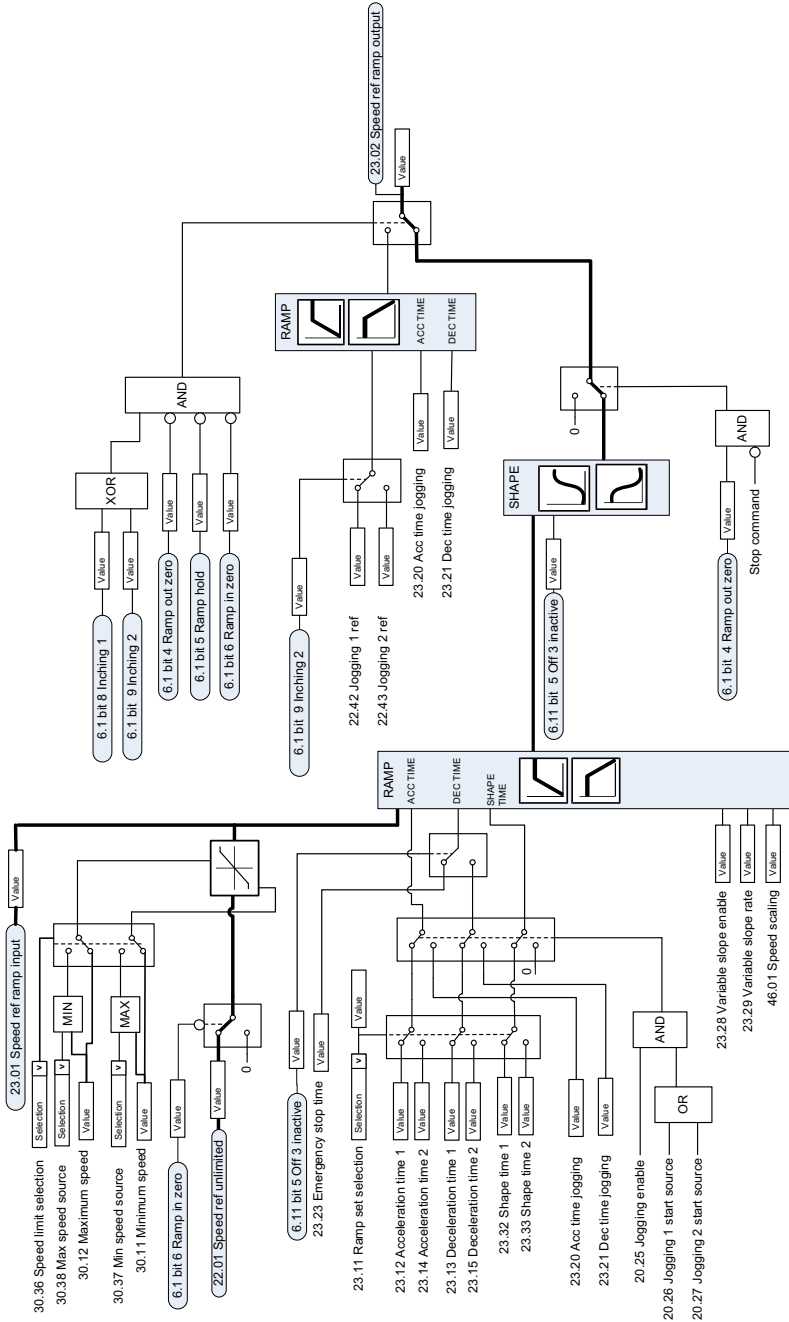 23.01 Speed ref ramp input
Value
30.36 Speed limit selection
Selection
v
30.38 Max speed source
Selection
v
30.12 Maximum speed
Value
MIN
30.37 Min speed source
Selection
v
30.11 Minimum speed
Value
MAX
6.1 bit 6 Ramp in zero
Value
22.01 Speed ref unlimited
Value
0
6.11 bit 5 Off 3 inactive
Value
23.23 Emergency stop time
Value
23.11 Ramp set selection
Selection
v
Value
23.12 Acceleration time 1
Value
23.14 Acceleration time 2
Value
23.13 Deceleration time 1
Value
23.15 Deceleration time 2
Value
23.32 Shape time 1
Value
23.33 Shape time 2
Value
0
23.20 Acc time jogging
Value
23.21 Dec time jogging
Value
20.25 Jogging enable
20.26 Jogging 1 start source
20.27 Jogging 2 start source
OR
AND
RAMP
ACC TIME
DEC TIME
SHAPE
TIME
23.28 Variable slope enable
Value
23.29 Variable slope rate
Value
46.01 Speed scaling
Value
6.1 bit 8 Inching 1
Value
6.1 bit 9 Inching 2
Value
XOR
6.1 bit 4 Ramp out zero
Value
6.1 bit 5 Ramp hold
Value
6.1 bit 6 Ramp in zero
Value
AND
6.1 bit 9 Inching 2
Value
22.42 Jogging 1 ref
Value
22.43 Jogging 2 ref
Value
23.20 Acc time jogging
Value
23.21 Dec time jogging
Value
RAMP
ACC TIME
DEC TIME
6.11 bit 5 Off 3 inactive
Value
SHAPE
0
6.1 bit 4 Ramp out zero
Value
Stop command
AND
23.02 Speed ref ramp output
Value